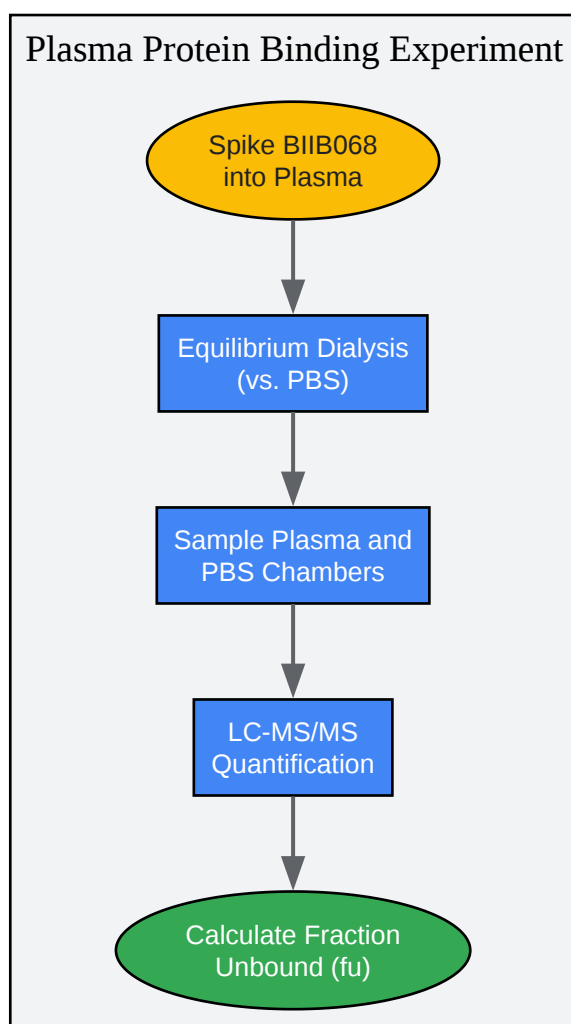 Plasma Protein Binding Experiment
Spike BIIB068
into Plasma
Equilibrium Dialysis
(vs. PBS)
Sample Plasma and
PBS Chambers
LC-MS/MS
Quantification
Calculate Fraction
Unbound (fu)